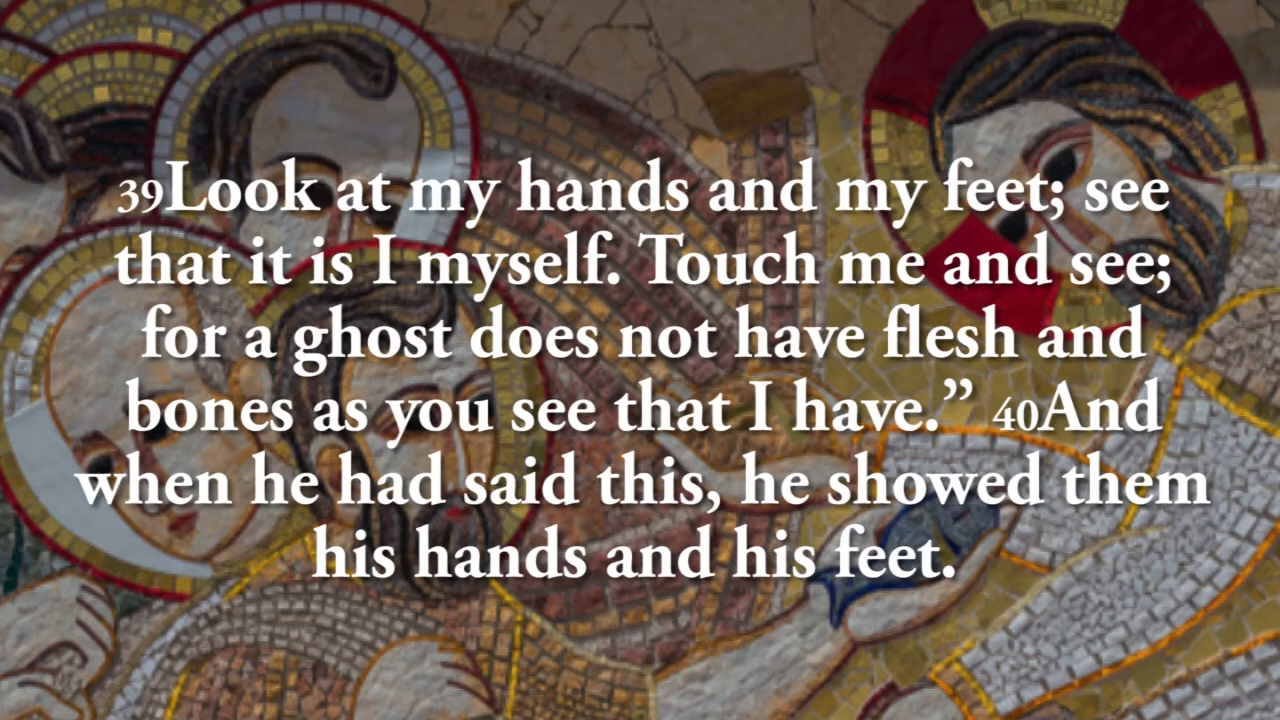 39Look at my hands and my feet; see
that it is I myself. Touch me and see;
for a ghost does not have flesh and
bones as you see that I have.” 40And
when he had said this, he showed them
his hands and his feet.